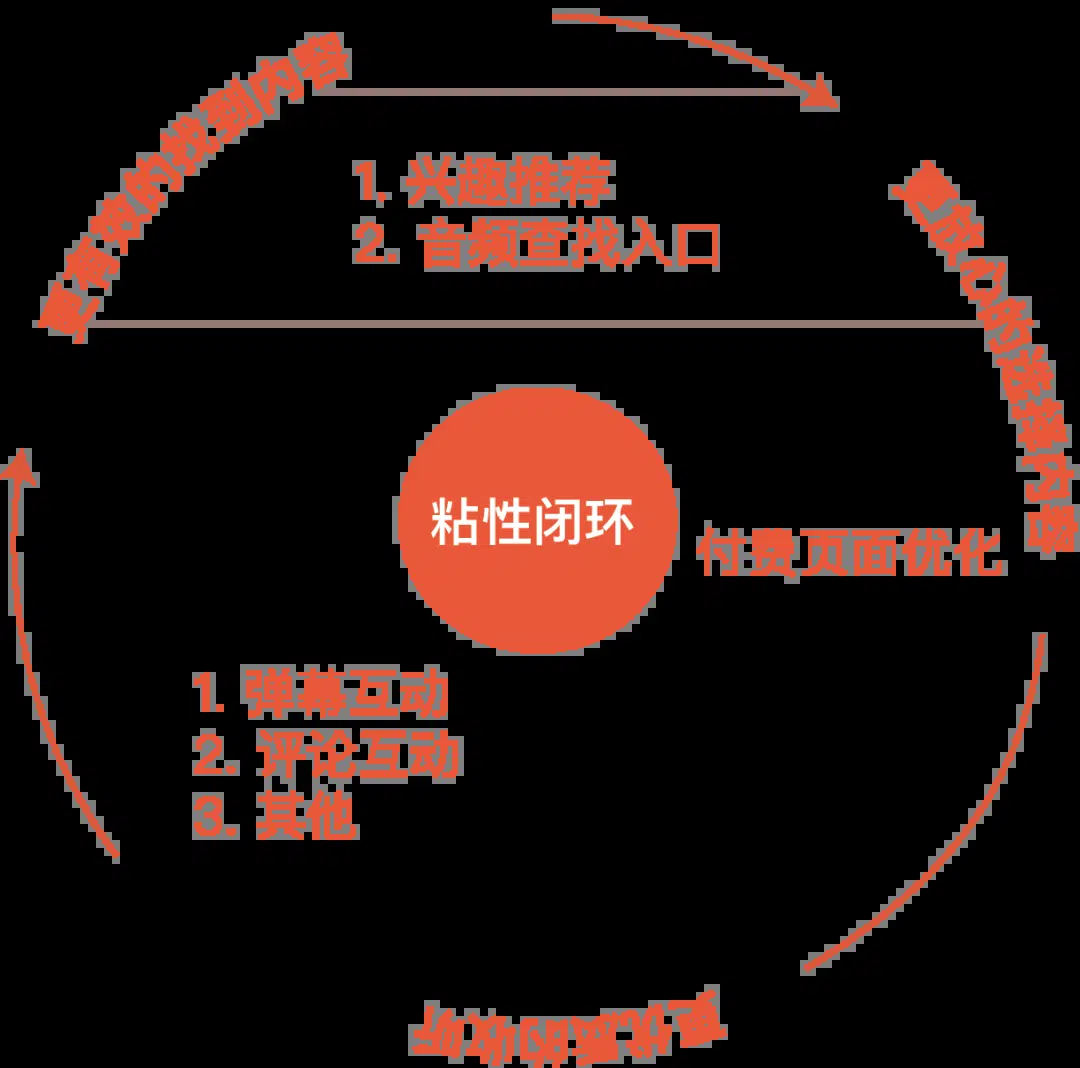 更有效的找到内容
1. 兴趣推荐
2. 音频查找入口
更放心的选择内容
粘性闭环
付费页面优化
1. 弹幕互动
2. 评论互动
3. 其他
更优质的收听